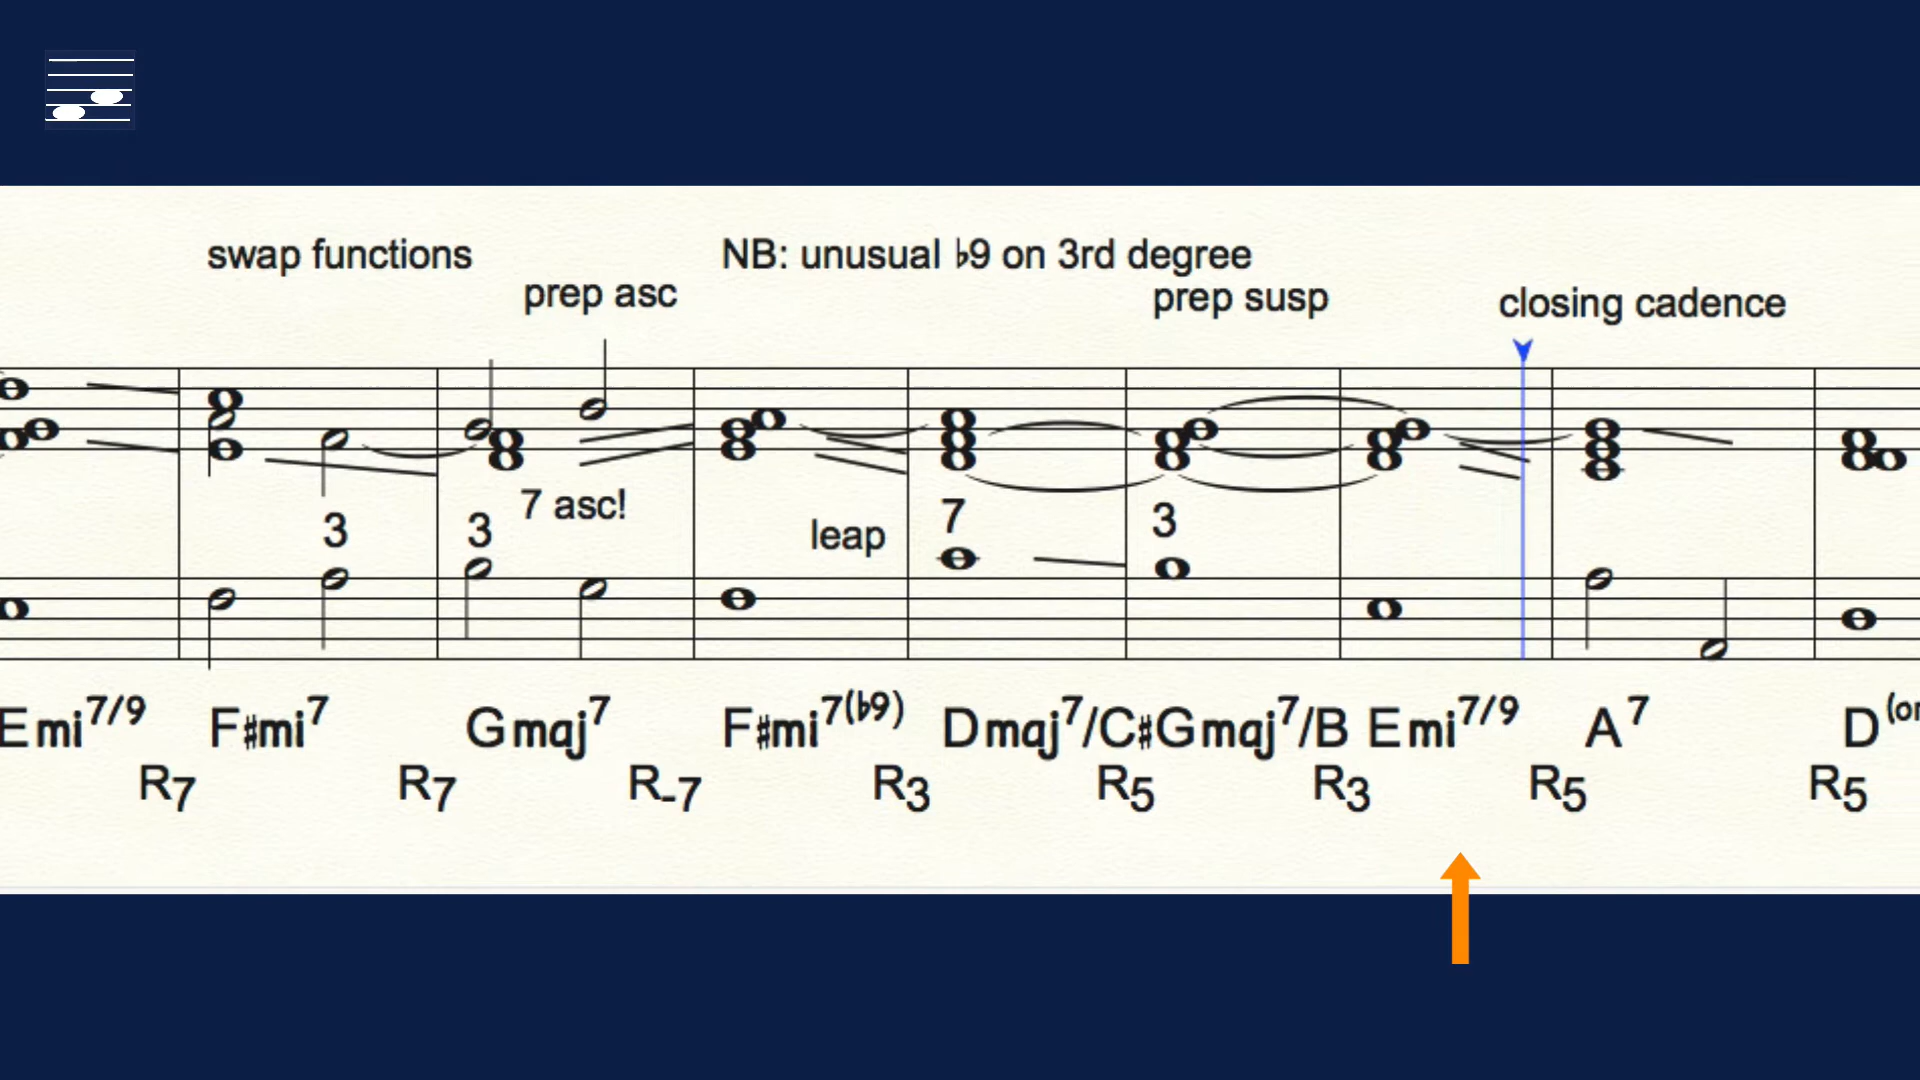 swap functions NB: unusual ♭9 on 3rd degree
prep asc prep susp closing cadence
7 asc!
3 3 leap 7 3
Emi7/9 F♯mi7 Gmaj7 F♯mi7(♭9) Dmaj7/C♯ Gmaj7/B Emi7/9 A7 D(or
R7 R7 R-7 R3 R5 R3 R5 R5